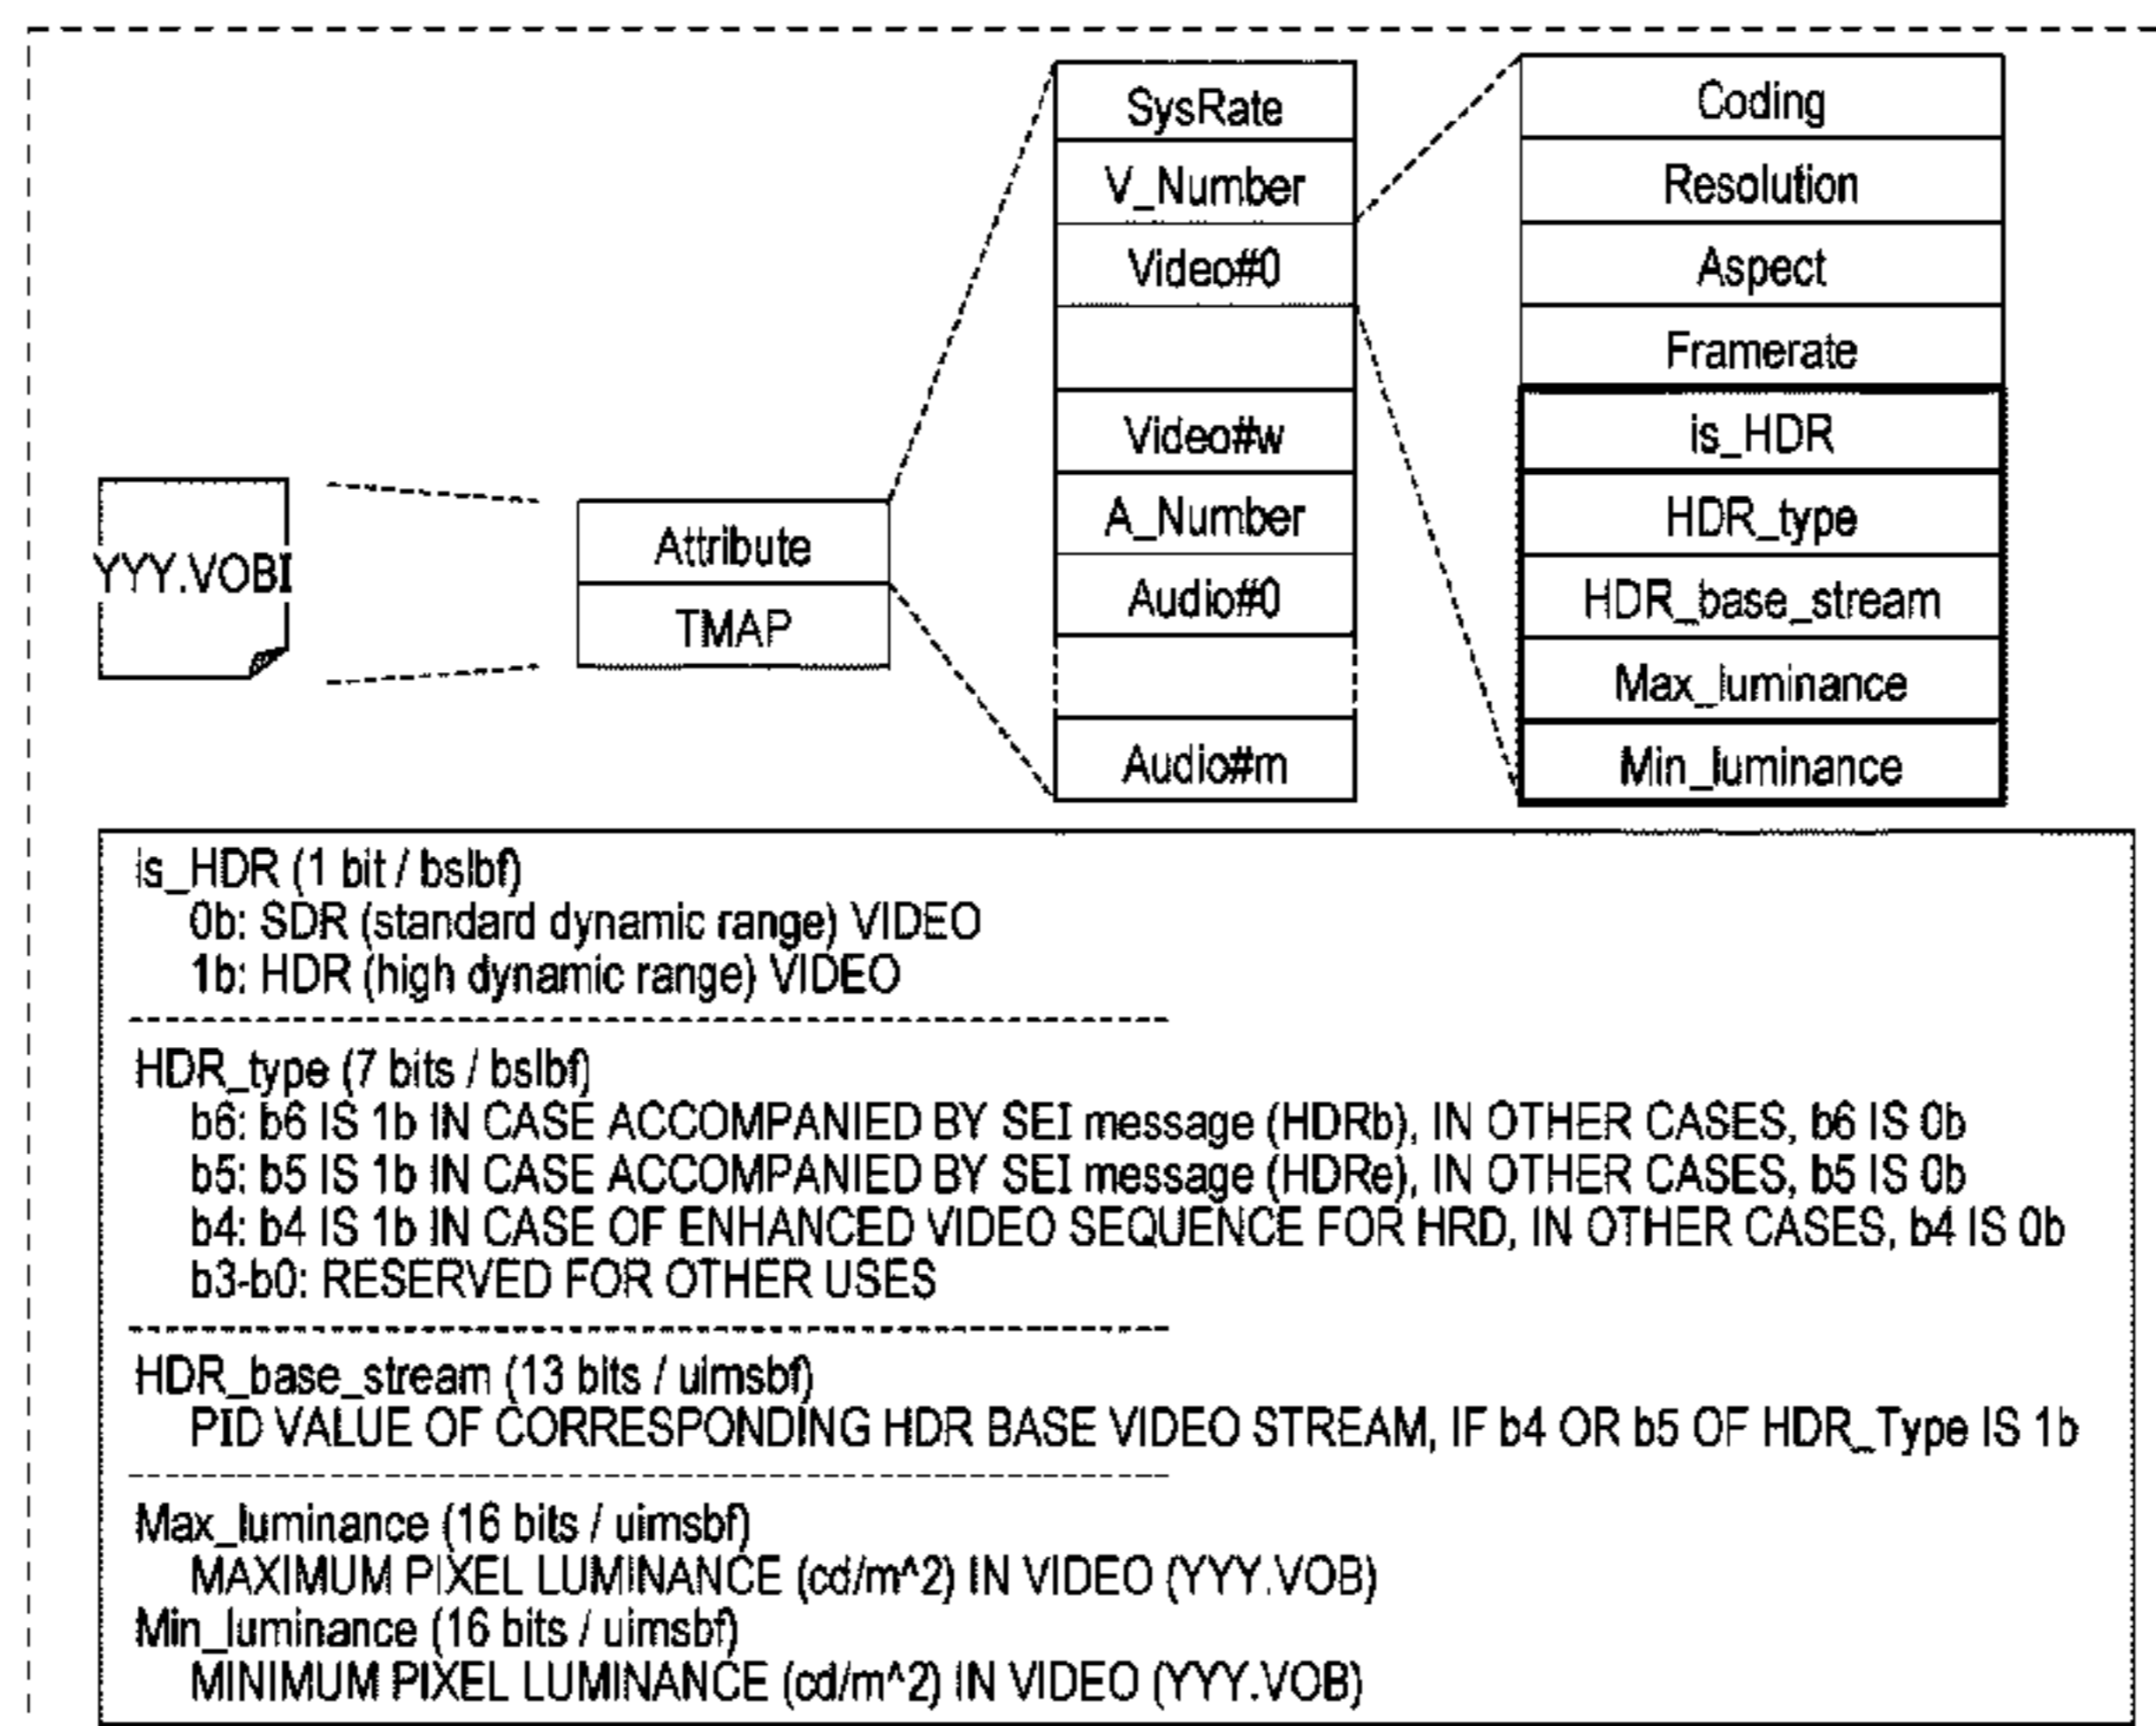 YYY.VOBI
Attribute
TMAP
SysRate
V_Number
Video#0
Video#w
A_Number
Audio#0
Audio#m
Coding
Resolution
Aspect
Framerate
is_HDR
HDR_type
HDR_base_stream
Max_luminance
Min_luminance
is_HDR (1 bit / bslbf)
0b: SDR (standard dynamic range) VIDEO
1b: HDR (high dynamic range) VIDEO
HDR_type (7 bits / bslbf)
b6: b6 IS 1b IN CASE ACCOMPANIED BY SEI message (HDRb), IN OTHER CASES, b6 IS 0b
b5: b5 IS 1b IN CASE ACCOMPANIED BY SEI message (HDRe), IN OTHER CASES, b5 IS 0b
b4: b4 IS 1b IN CASE OF ENHANCED VIDEO SEQUENCE FOR HRD, IN OTHER CASES, b4 IS 0b
b3-b0: RESERVED FOR OTHER USES
HDR_base_stream (13 bits / uimsbf)
PID VALUE OF CORRESPONDING HDR BASE VIDEO STREAM, IF b4 OR b5 OF HDR_Type IS 1b
Max_luminance (16 bits / uimsbf)
MAXIMUM PIXEL LUMINANCE (cd/m^2) IN VIDEO (YYY.VOB)
Min_luminance (16 bits / uimsbf)
MINIMUM PIXEL LUMINANCE (cd/m^2) IN VIDEO (YYY.VOB)